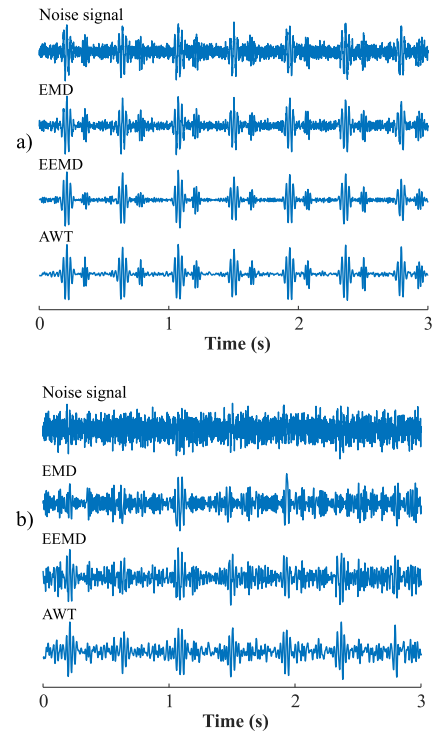 Noise signal
EMD
a)
EEMD
AWT
0 1 2 3
Time (s)
Noise signal
EMD
b)
EEMD
AWT
0 1 2 3
Time (s)